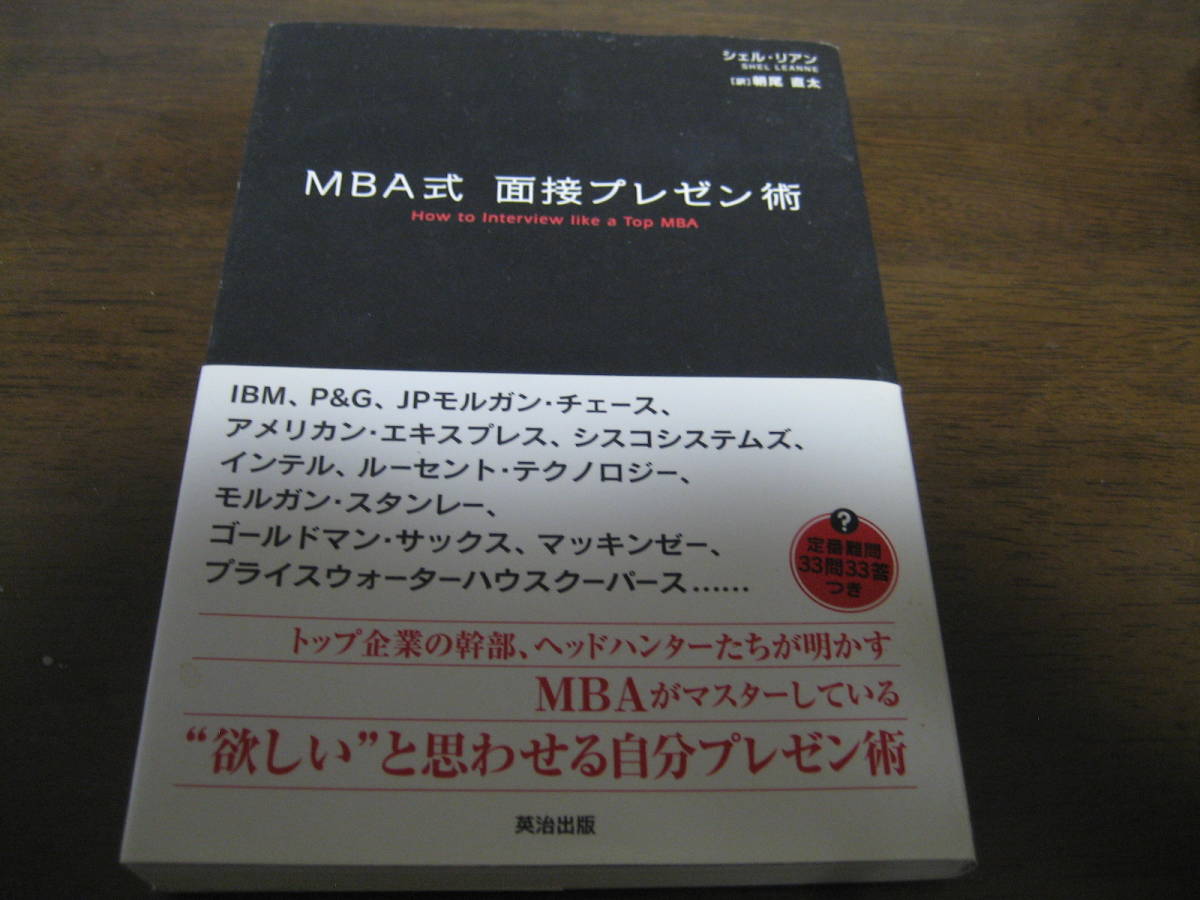 シェル・リアン
SHEL LEANNE
［訳］朝尾 直太
MBA式 面接プレゼン術
How to Interview like a Top MBA
IBM、P&G、JPモルガン・チェース、
アメリカン・エキスプレス、シスコシステムズ、
インテル、ルーセント・テクノロジー、
モルガン・スタンレー、
ゴールドマン・サックス、マッキンゼー、
プライスウォーターハウスクーパース……
?
定番難問
33問33答
つき
トップ企業の幹部、ヘッドハンターたちが明かす
MBAがマスターしている
“欲しい”と思わせる自分プレゼン術
英治出版